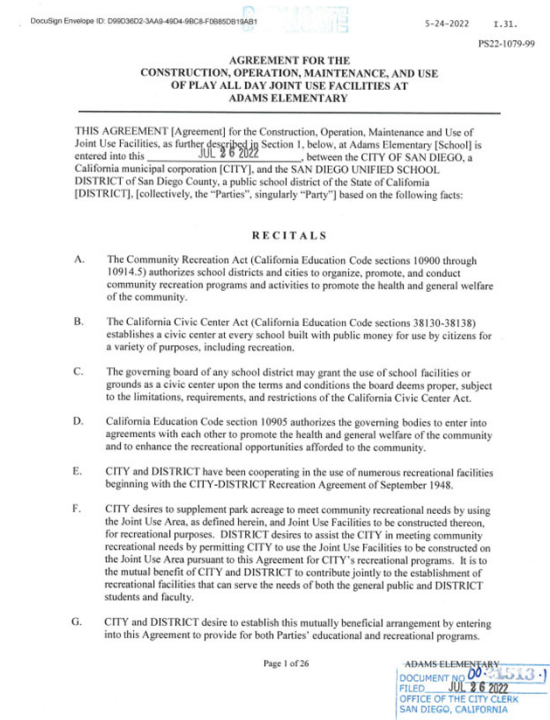 DocuSign Envelope ID: D99D36D2-3AA9-49D4-9BC8-F0B85DB19AB1
5-24-2022 I.31.
PS22-1079-99
AGREEMENT FOR THE
CONSTRUCTION, OPERATION, MAINTENANCE, AND USE
OF PLAY ALL DAY JOINT USE FACILITIES AT
ADAMS ELEMENTARY
THIS AGREEMENT [Agreement] for the Construction, Operation, Maintenance and Use of
Joint Use Facilities, as further described in Section 1, below, at Adams Elementary [School] is
entered into this JUL 26 2022, between the CITY OF SAN DIEGO, a
California municipal corporation [CITY], and the SAN DIEGO UNIFIED SCHOOL
DISTRICT of San Diego County, a public school district of the State of California
[DISTRICT], [collectively, the “Parties”, singularly “Party”] based on the following facts:
RECITALS
A. The Community Recreation Act (California Education Code sections 10900 through
10914.5) authorizes school districts and cities to organize, promote, and conduct
community recreation programs and activities to promote the health and general welfare
of the community.
B. The California Civic Center Act (California Education Code sections 38130-38138)
establishes a civic center at every school built with public money for use by citizens for
a variety of purposes, including recreation.
C. The governing board of any school district may grant the use of school facilities or
grounds as a civic center upon the terms and conditions the board deems proper, subject
to the limitations, requirements, and restrictions of the California Civic Center Act.
D. California Education Code section 10905 authorizes the governing bodies to enter into
agreements with each other to promote the health and general welfare of the community
and to enhance the recreational opportunities afforded to the community.
E. CITY and DISTRICT have been cooperating in the use of numerous recreational facilities
beginning with the CITY-DISTRICT Recreation Agreement of September 1948.
F. CITY desires to supplement park acreage to meet community recreational needs by using
the Joint Use Area, as defined herein, and Joint Use Facilities to be constructed thereon,
for recreational purposes. DISTRICT desires to assist the CITY in meeting community
recreational needs by permitting CITY to use the Joint Use Facilities to be constructed on
the Joint Use Area pursuant to this Agreement for CITY’s recreational programs. It is to
the mutual benefit of CITY and DISTRICT to contribute jointly to the establishment of
recreational facilities that can serve the needs of both the general public and DISTRICT
students and faculty.
G. CITY and DISTRICT desire to establish this mutually beneficial arrangement by entering
into this Agreement to provide for both Parties’ educational and recreational programs.
Page 1 of 26
ADAMS ELEMENTARY
DOCUMENT NO
FILED JUL 26 2022
OFFICE OF THE CITY CLERK
SAN DIEGO, CALIFORNIA